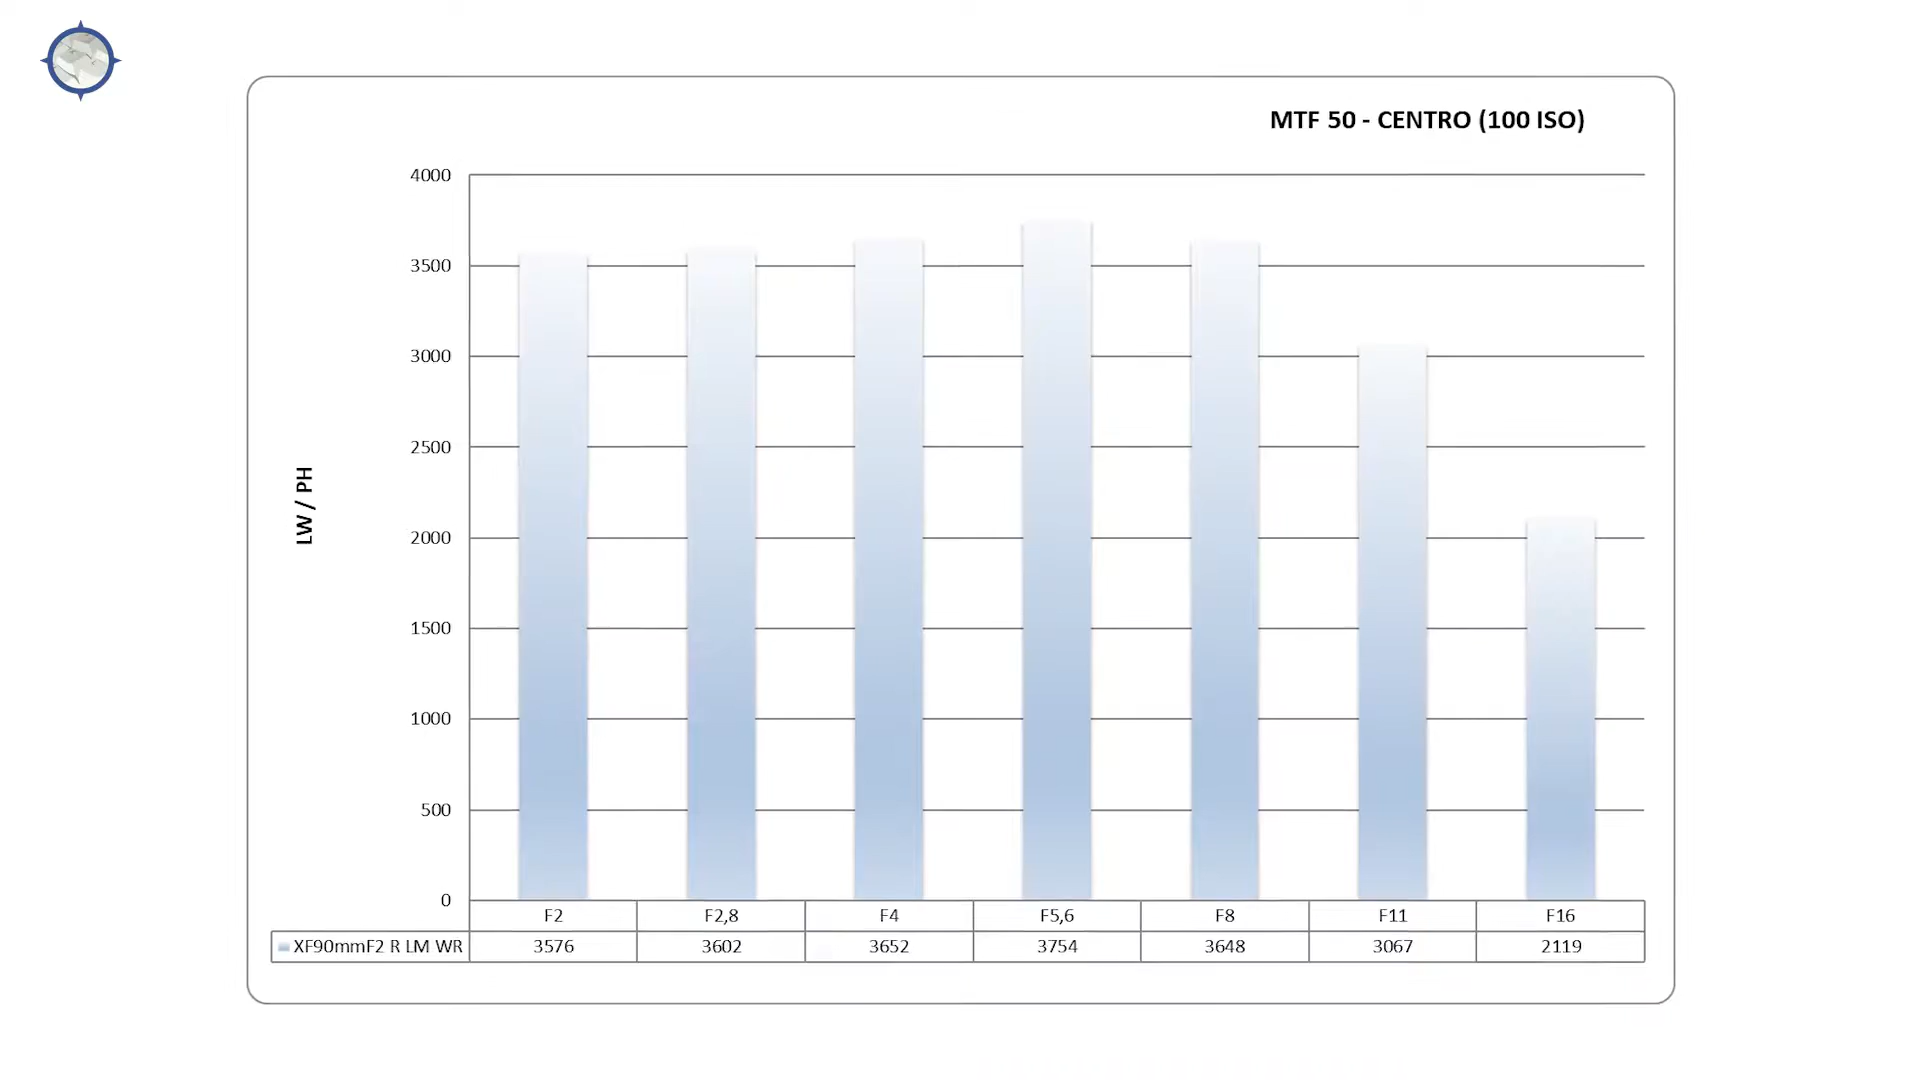 MTF 50 - CENTRO (100 ISO)
4000
3500
3000
2500
2000
1500
1000
500
0
LW / PH
F2 F2,8 F4 F5,6 F8 F11 F16
XF90mmF2 R LM WR 3576 3602 3652 3754 3648 3067 2119